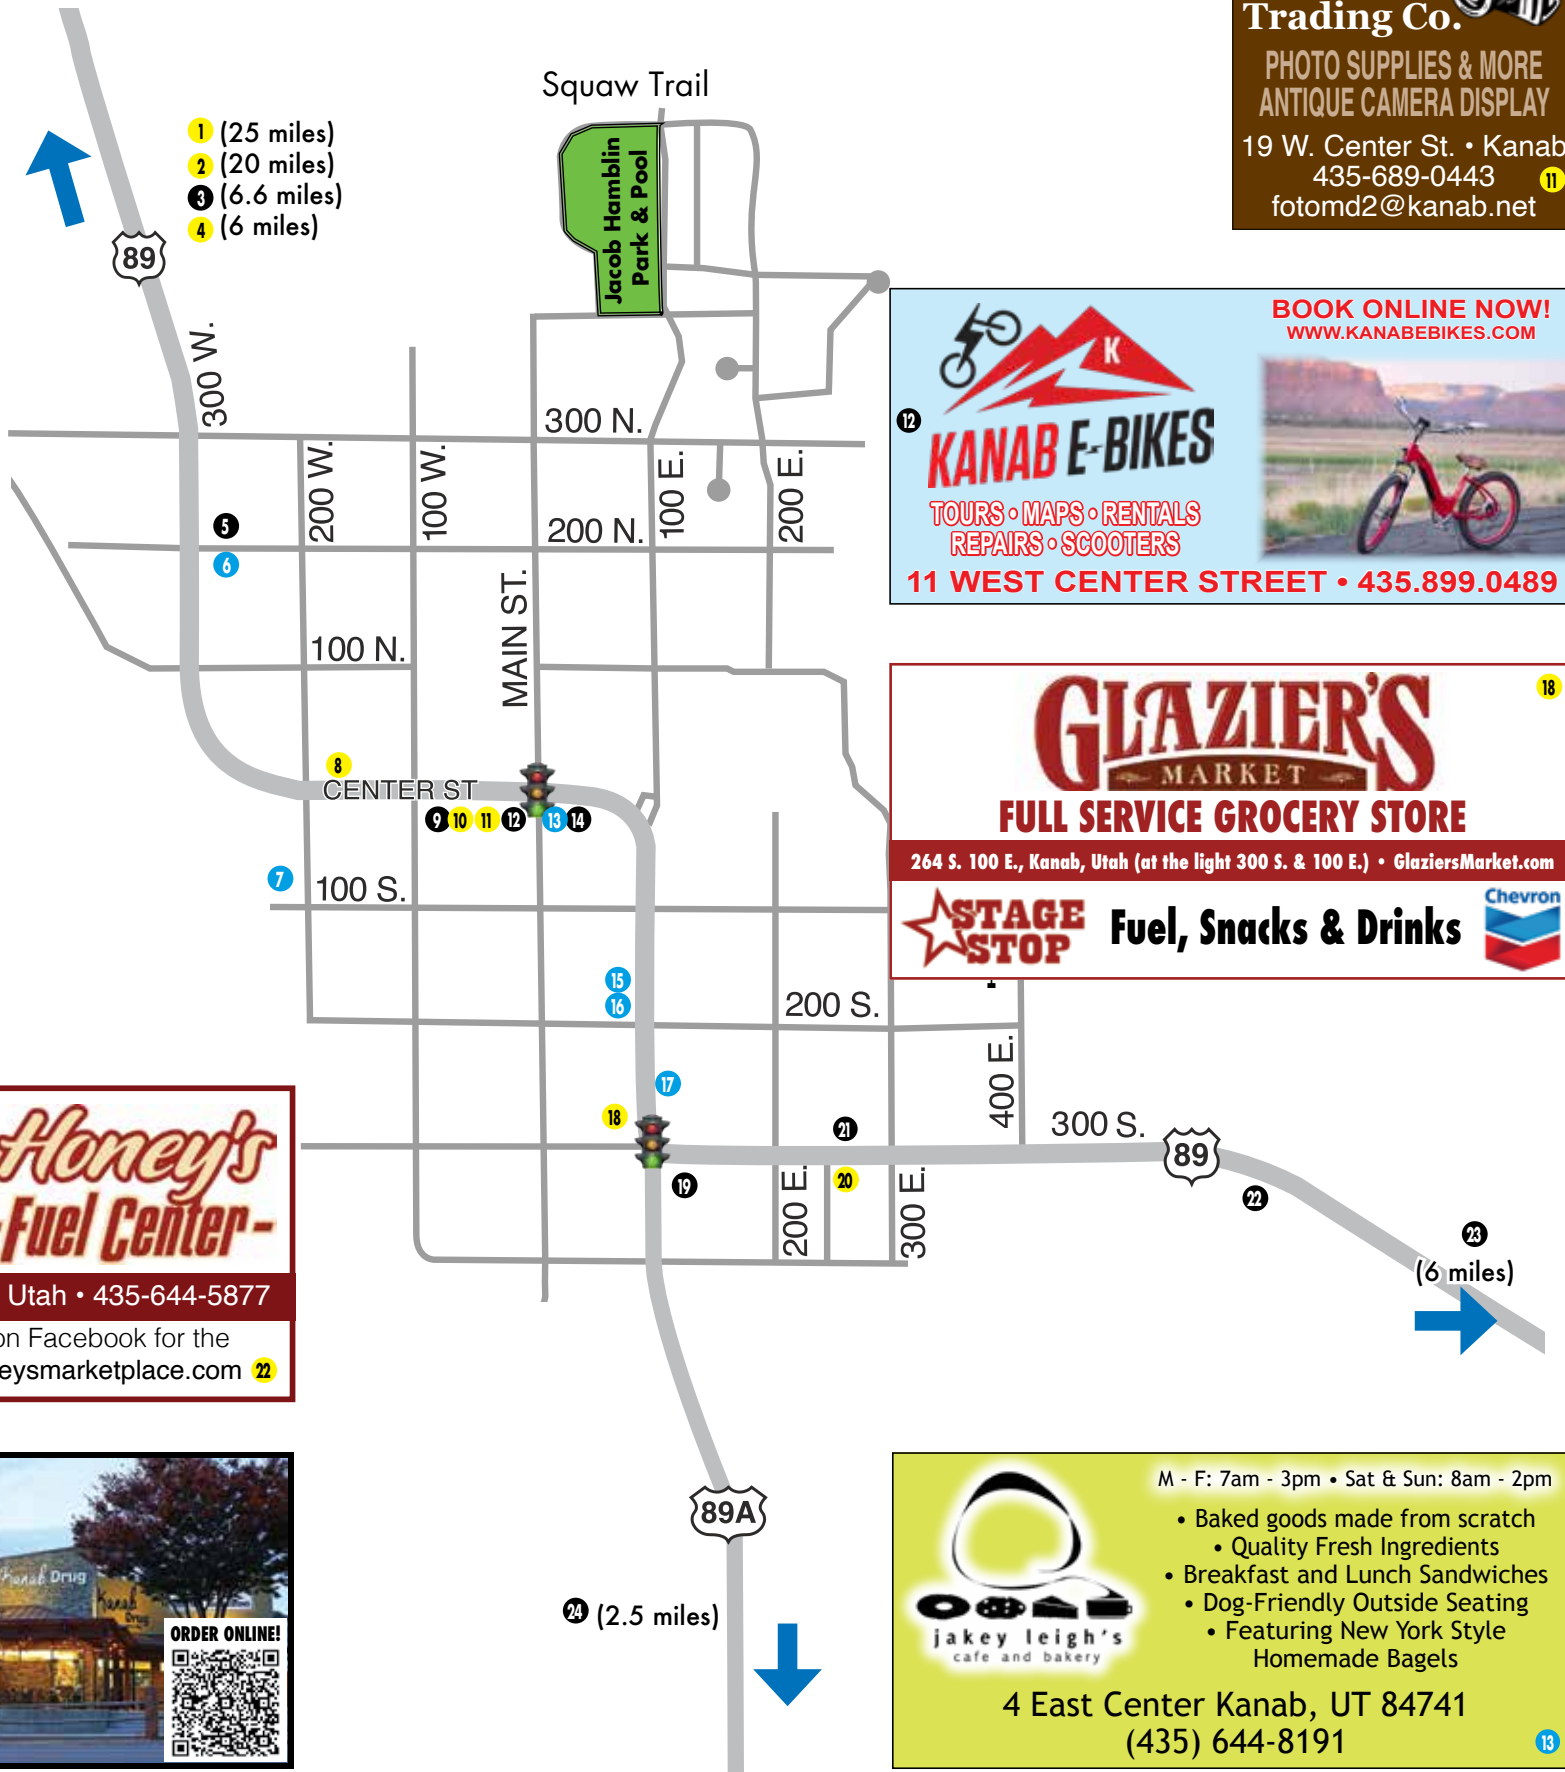 Trading Co.
PHOTO SUPPLIES & MORE
ANTIQUE CAMERA DISPLAY
19 W. Center St. • Kanab
435-689-0443
11
fotomd2@kanab.net
Squaw Trail
Jacob Hamblin
Park & Pool
1 (25 miles)
2 (20 miles)
3 (6.6 miles)
4 (6 miles)
89
300 W.
300 N.
200 W.
100 W.
100 E.
200 E.
200 N.
5
6
MAIN ST.
100 N.
8
CENTER ST
9
10
11
12
13
14
7
100 S.
15
16
200 S.
17
18
400 E.
300 S.
89
21
20
19
200 E.
300 E.
22
23
(6 miles)
89A
24 (2.5 miles)
12
K
KANAB E-BIKES
BOOK ONLINE NOW!
WWW.KANABEBIKES.COM
TOURS • MAPS • RENTALS
REPAIRS • SCOOTERS
11 WEST CENTER STREET • 435.899.0489
18
GLAZIER'S
MARKET
FULL SERVICE GROCERY STORE
264 S. 100 E., Kanab, Utah (at the light 300 S. & 100 E.) • GlaziersMarket.com
STAGE
STOP
Fuel, Snacks & Drinks
Chevron
Honey's
-Fuel Center-
Utah • 435-644-5877
on Facebook for the
eysmarketplace.com 22
Kanab Drug
Kanab
Drug
ORDER ONLINE!
jakey leigh's
cafe and bakery
M - F: 7am - 3pm • Sat & Sun: 8am - 2pm
• Baked goods made from scratch
• Quality Fresh Ingredients
• Breakfast and Lunch Sandwiches
• Dog-Friendly Outside Seating
• Featuring New York Style
Homemade Bagels
4 East Center Kanab, UT 84741
(435) 644-8191
13